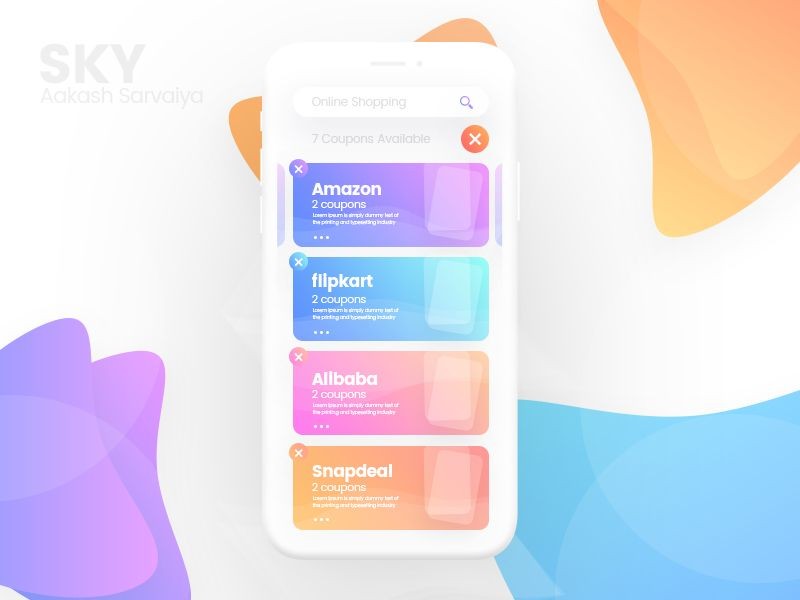 SKY
Aakash Sarvaiya
Online Shopping
7 Coupons Available
Amazon
2 coupons
Lorem Ipsum is simply dummy text of
the printing and typesetting industry
flipkart
2 coupons
Lorem Ipsum is simply dummy text of
the printing and typesetting industry
Alibaba
2 coupons
Lorem Ipsum is simply dummy text of
the printing and typesetting industry
Snapdeal
2 coupons
Lorem Ipsum is simply dummy text of
the printing and typesetting industry